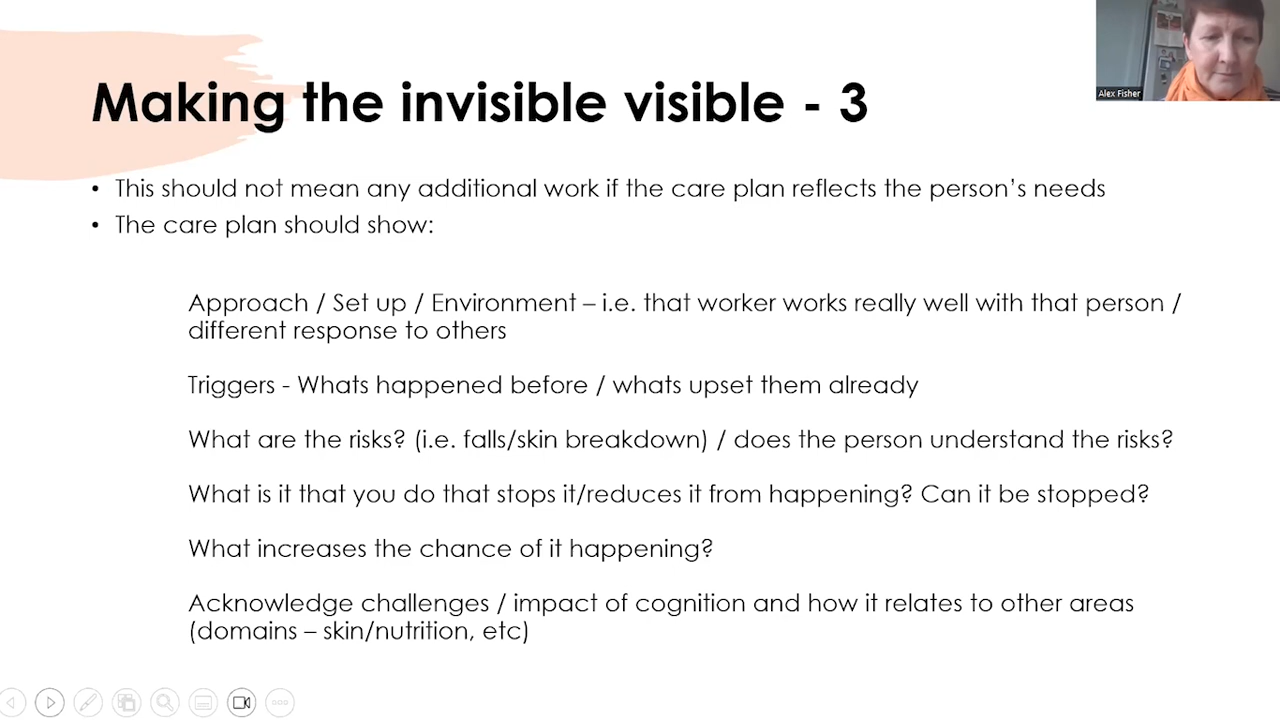 Making the invisible visible - 3
Alex Fisher
• This should not mean any additional work if the care plan reflects the person's needs
• The care plan should show:
Approach / Set up / Environment – i.e. that worker works really well with that person /
different response to others
Triggers - Whats happened before / whats upset them already
What are the risks? (i.e. falls/skin breakdown) / does the person understand the risks?
What is it that you do that stops it/reduces it from happening? Can it be stopped?
What increases the chance of it happening?
Acknowledge challenges / impact of cognition and how it relates to other areas
(domains – skin/nutrition, etc)